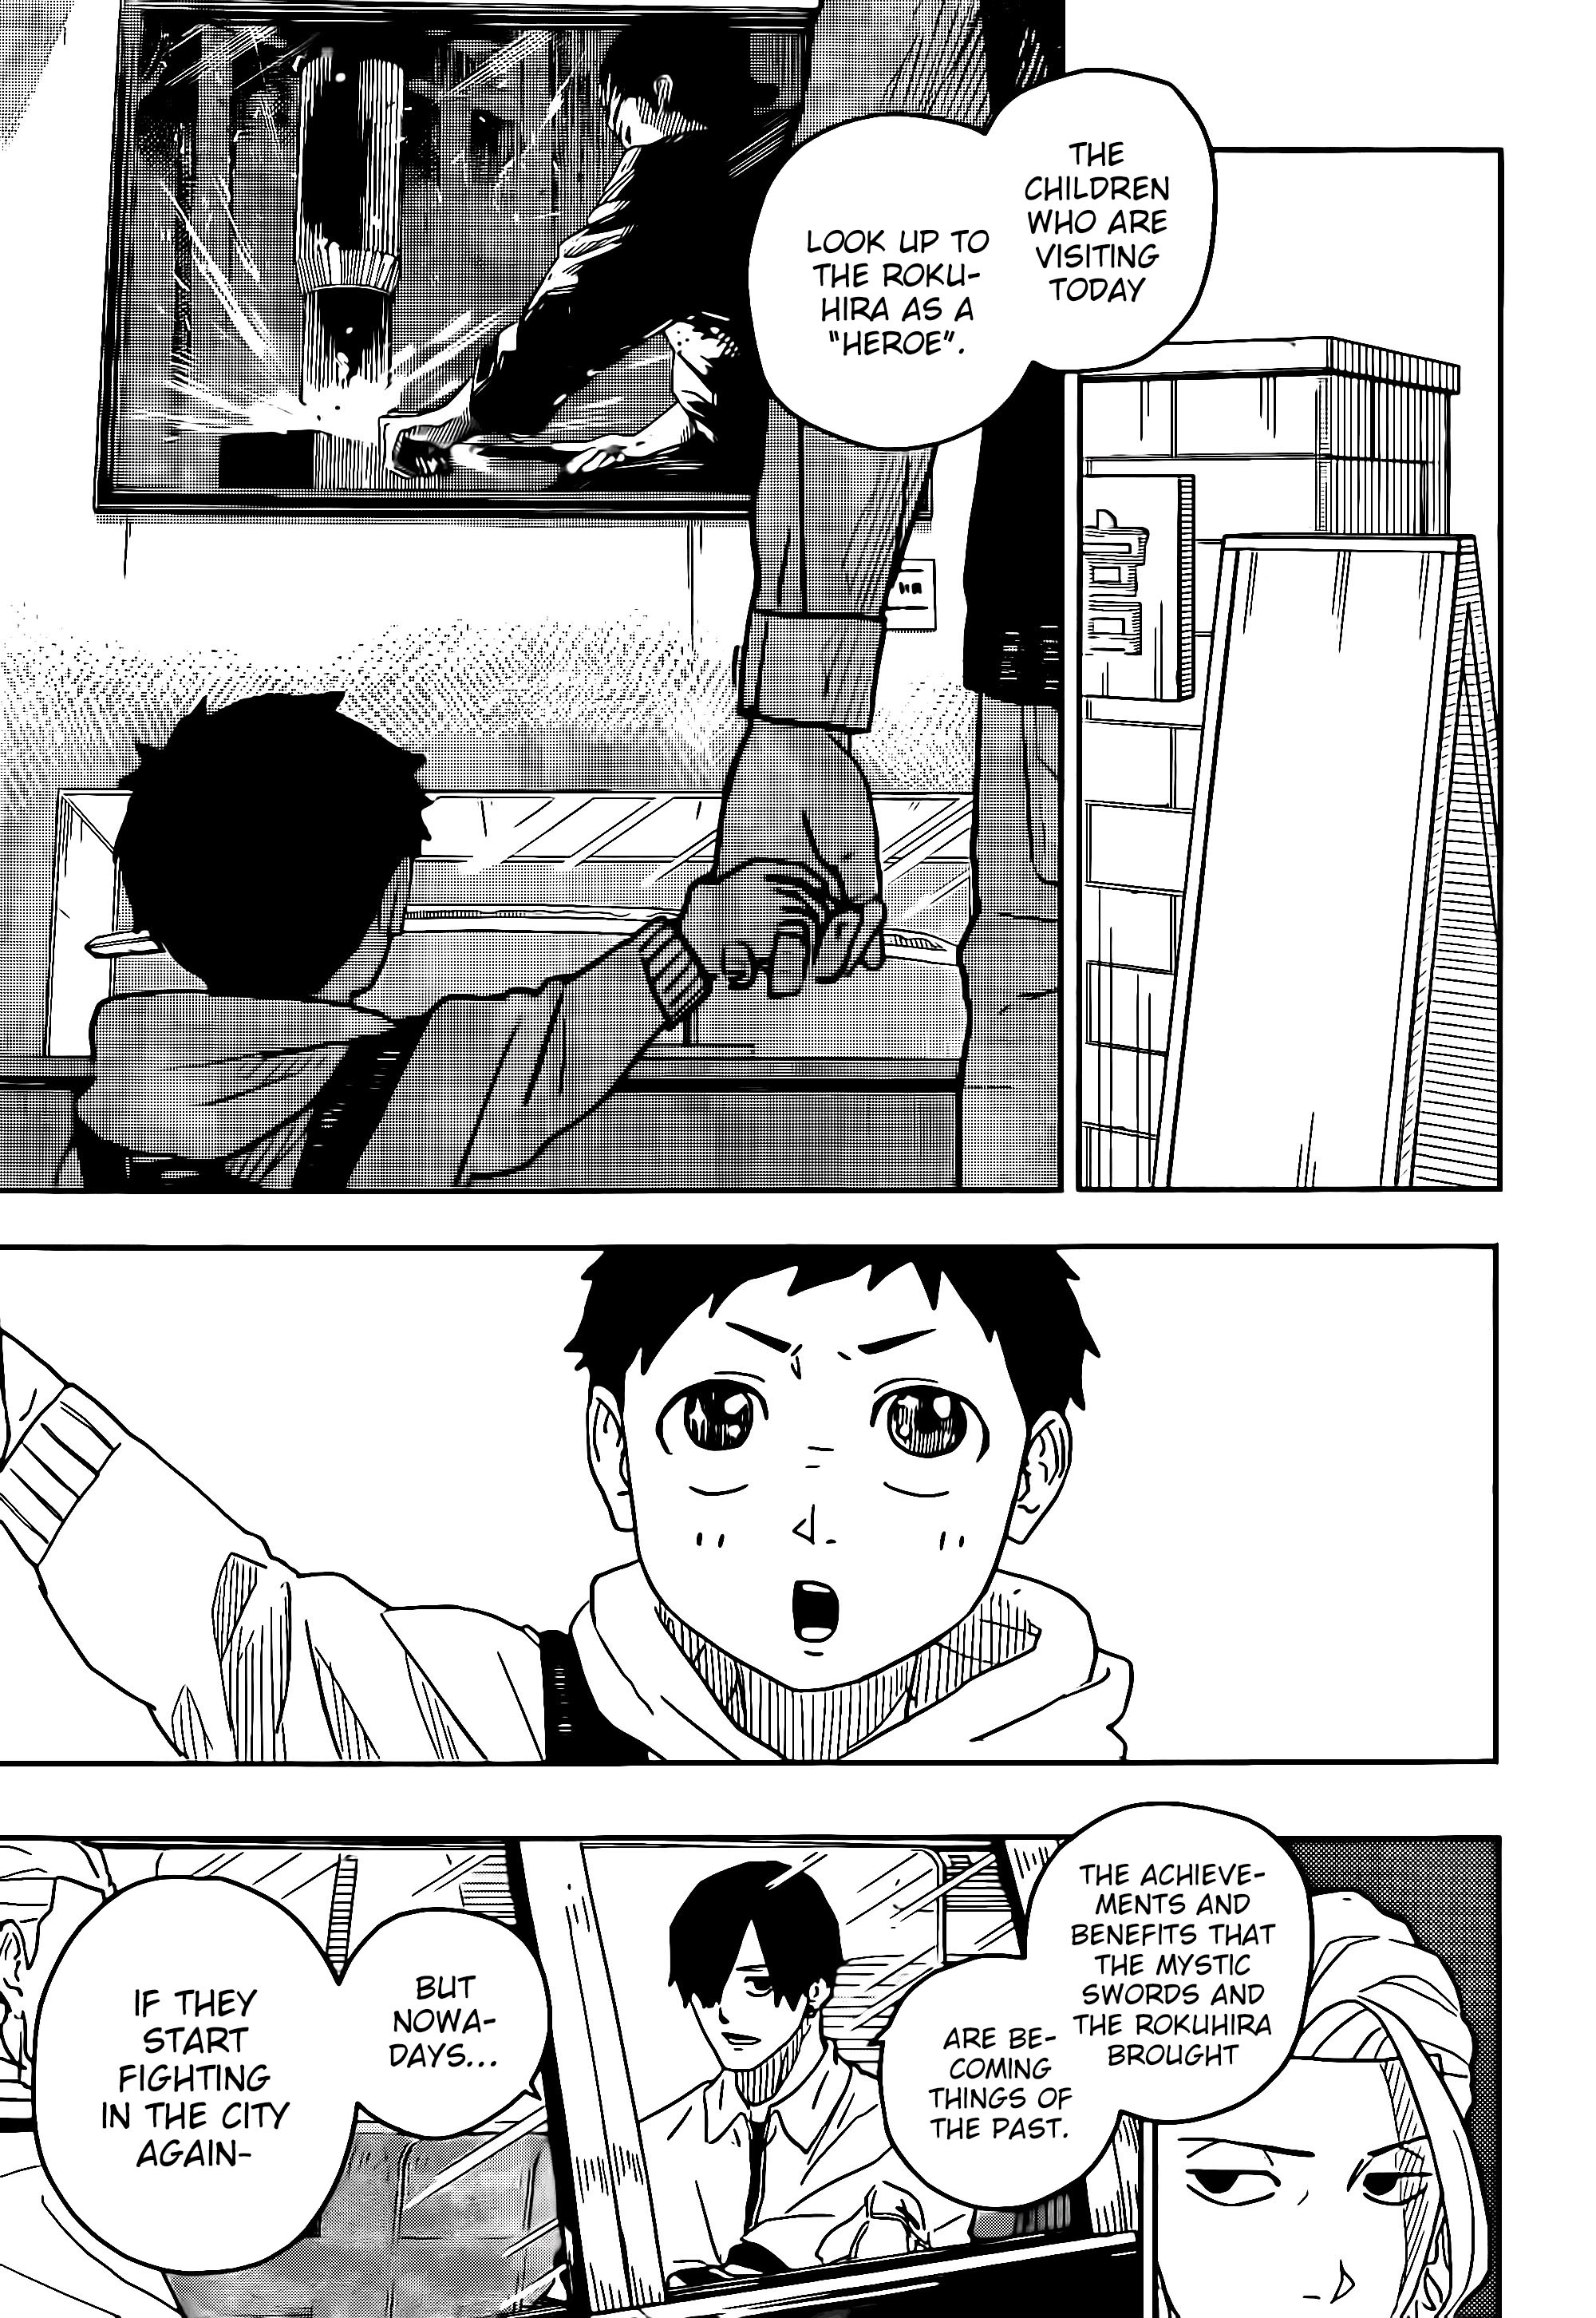 THE
CHILDREN
WHO ARE
VISITING
TODAY
LOOK UP TO
THE ROKU-
HIRA AS A
"HEROE".
THE ACHIEVE-
MENTS AND
BENEFITS THAT
THE MYSTIC
SWORDS AND
THE ROKUHIRA
BROUGHT
ARE BE-
COMING
THINGS OF
THE PAST.
BUT
NOWA-
DAYS...
IF THEY
START
FIGHTING
IN THE CITY
AGAIN-